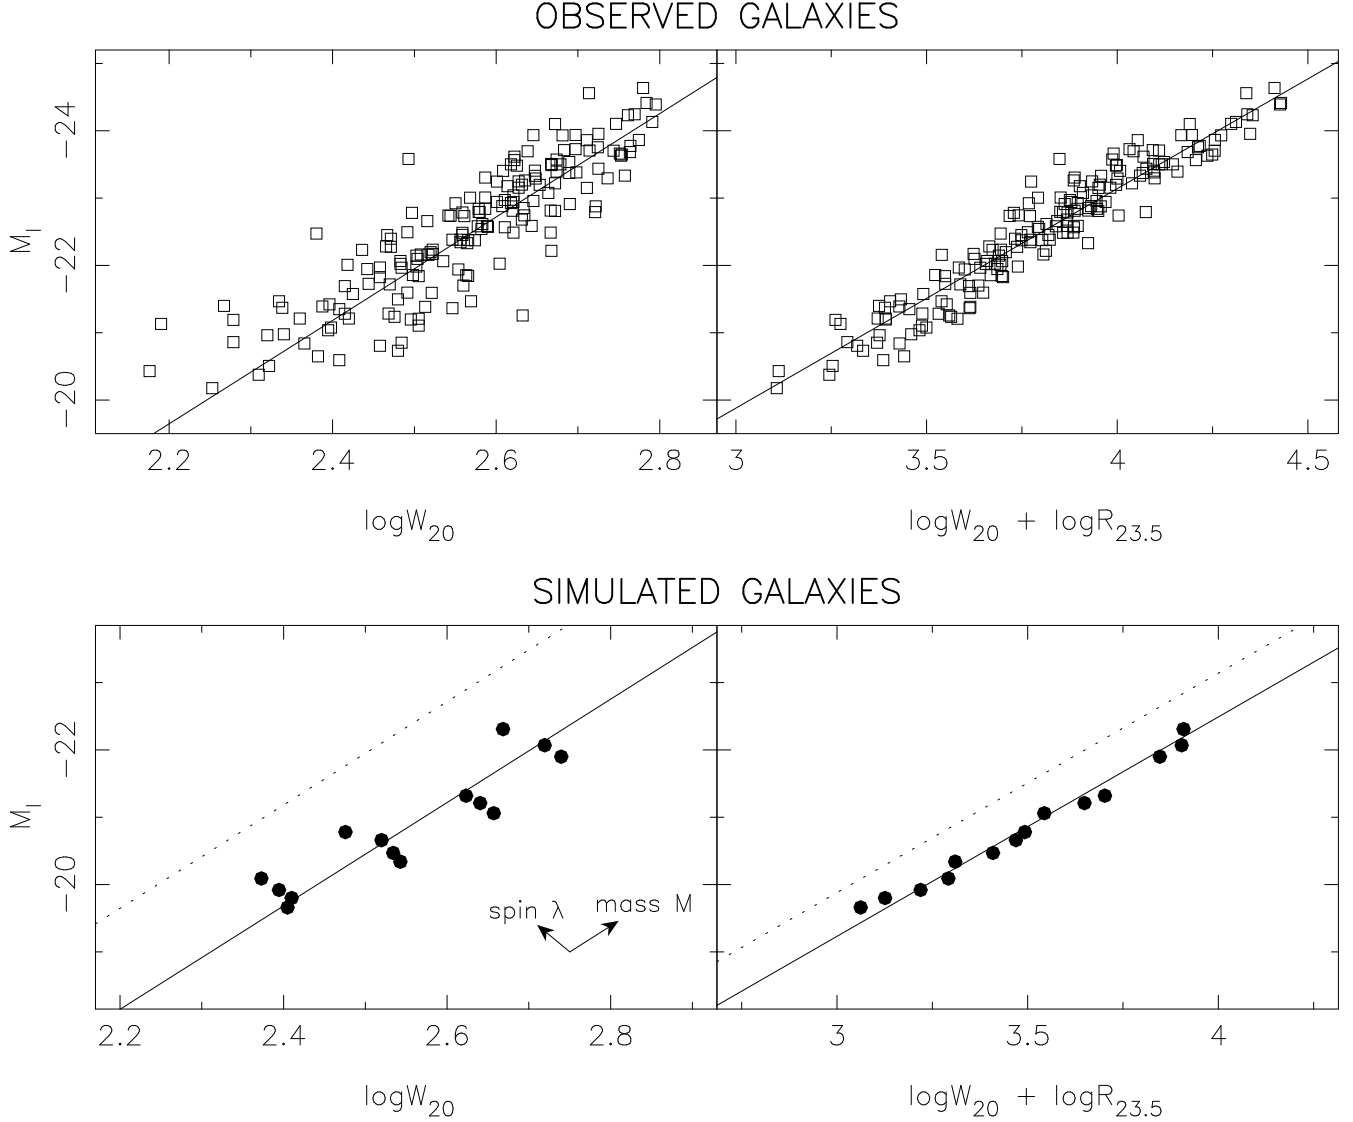 OBSERVED GALAXIES
M_I
−24
−22
−20
2.2 2.4 2.6 2.8 3 3.5 4 4.5
logW_20 logW_20 + logR_23.5
SIMULATED GALAXIES
M_I
−22
−20
spin λ mass M
2.2 2.4 2.6 2.8 3 3.5 4
logW_20 logW_20 + logR_23.5